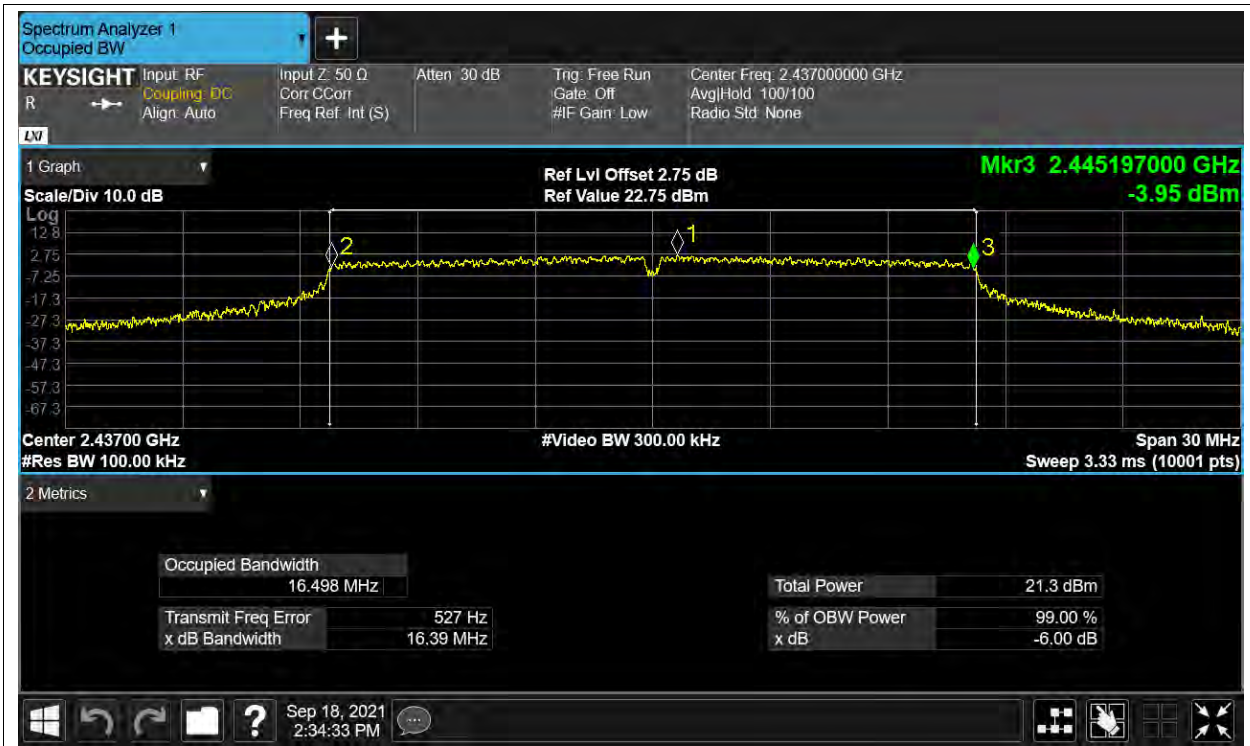 Spectrum Analyzer 1
Occupied BW
KEYSIGHT
R
LXI
Input: RF
Coupling: DC
Align: Auto
Input Z: 50 Ω
Corr CCorr
Freq Ref: Int (S)
Atten: 30 dB
Trig: Free Run
Gate: Off
#IF Gain: Low
Center Freq: 2.437000000 GHz
Avg|Hold: 100/100
Radio Std: None
1 Graph
Scale/Div 10.0 dB
Ref Lvl Offset 2.75 dB
Ref Value 22.75 dBm
Mkr3 2.445197000 GHz
-3.95 dBm
Log
12.8
2.75
-7.25
-17.3
-27.3
-37.3
-47.3
-57.3
-67.3
2
1
3
Center 2.43700 GHz
#Res BW 100.00 kHz
#Video BW 300.00 kHz
Span 30 MHz
Sweep 3.33 ms (10001 pts)
2 Metrics
Occupied Bandwidth
16.498 MHz
Transmit Freq Error 527 Hz
x dB Bandwidth 16.39 MHz
Total Power 21.3 dBm
% of OBW Power 99.00 %
x dB -6.00 dB
?
Sep 18, 2021
2:34:33 PM